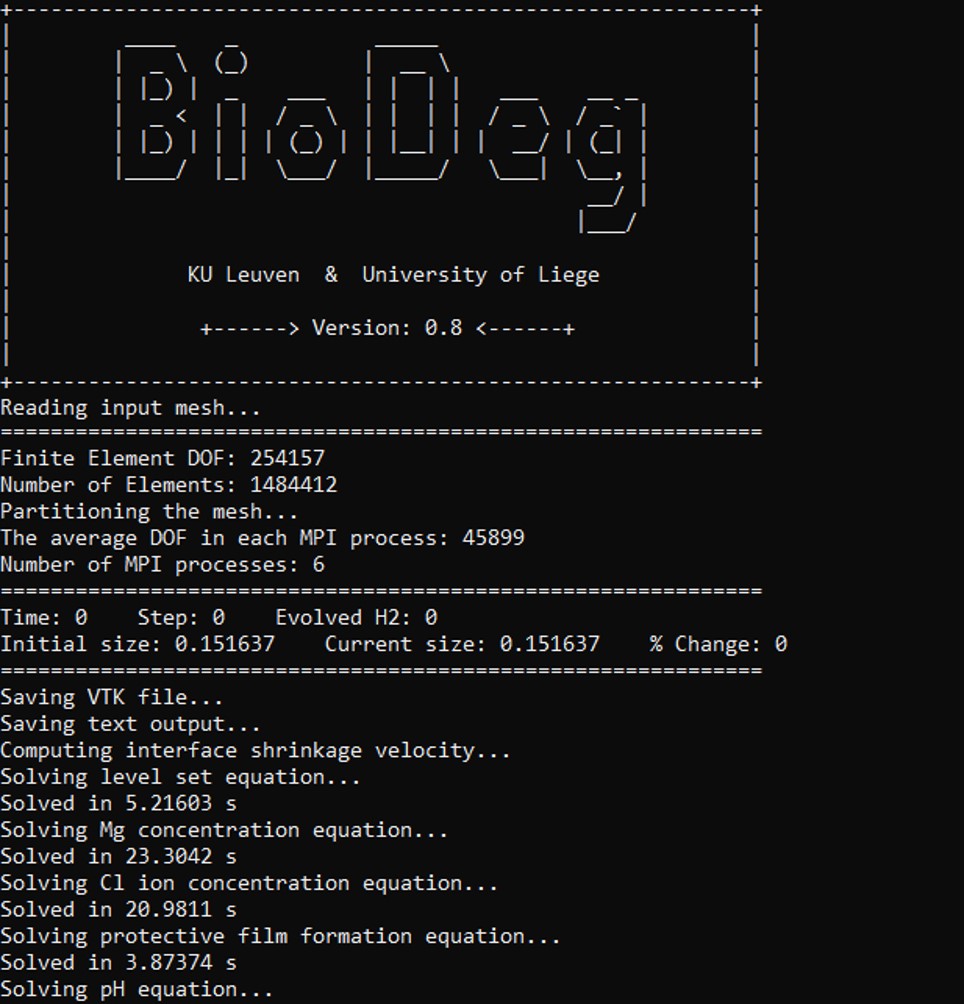 BioDeg
KU Leuven  &  University of Liege
+------> Version: 0.8 <------+
Reading input mesh...
Finite Element DOF: 254157
Number of Elements: 1484412
Partitioning the mesh...
The average DOF in each MPI process: 45899
Number of MPI processes: 6
Time: 0    Step: 0    Evolved H2: 0
Initial size: 0.151637    Current size: 0.151637    % Change: 0
Saving VTK file...
Saving text output...
Computing interface shrinkage velocity...
Solving level set equation...
Solved in 5.21603 s
Solving Mg concentration equation...
Solved in 23.3042 s
Solving Cl ion concentration equation...
Solved in 20.9811 s
Solving protective film formation equation...
Solved in 3.87374 s
Solving pH equation...